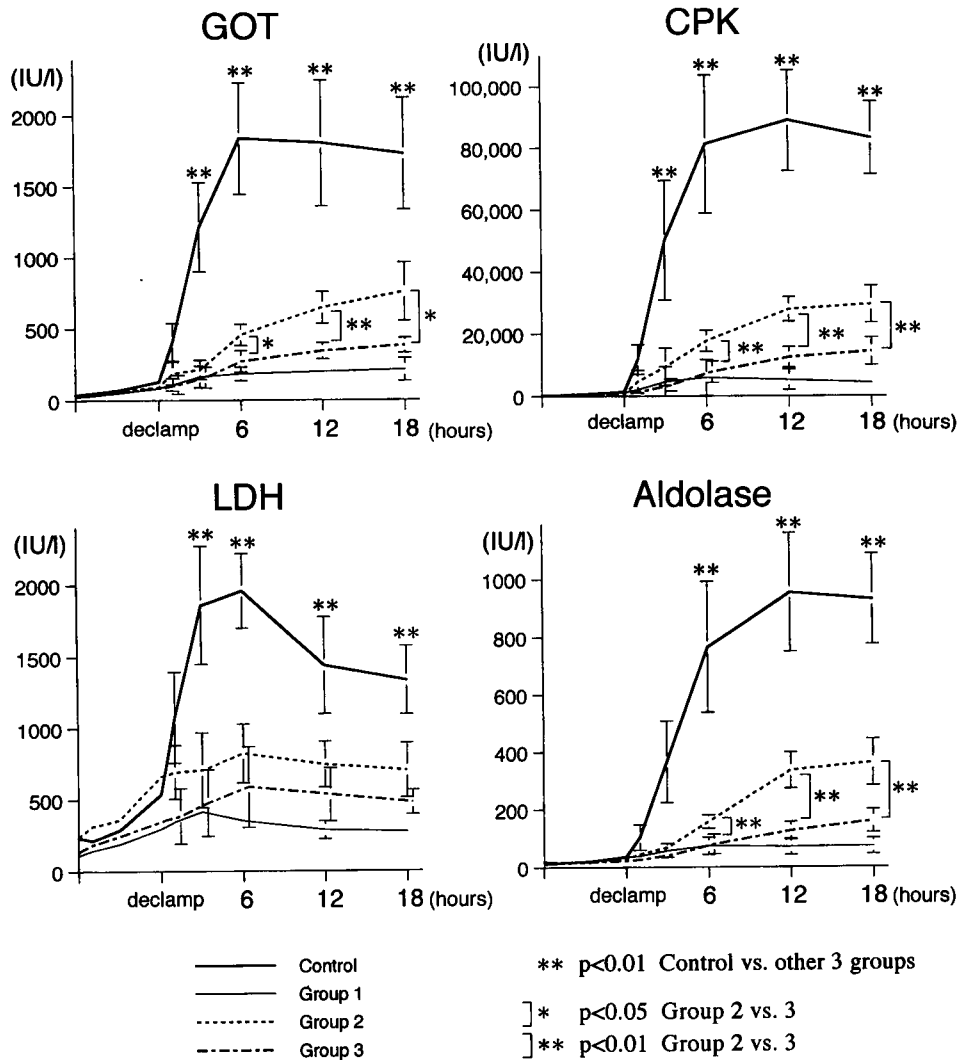 GOT
(IU/l)
2000
1500
1000
500
0
** ** ** **
* ** *
declamp 6 12 18 (hours)
CPK
(IU/l)
100,000
80,000
60,000
40,000
20,000
0
** ** ** **
** ** **
declamp 6 12 18 (hours)
LDH
(IU/l)
2000
1500
1000
500
0
** ** ** **
declamp 6 12 18 (hours)
Aldolase
(IU/l)
1000
800
600
400
200
0
** ** **
** ** **
declamp 6 12 18 (hours)
Control
Group 1
Group 2
Group 3
** p<0.01 Control vs. other 3 groups
* p<0.05 Group 2 vs. 3
** p<0.01 Group 2 vs. 3